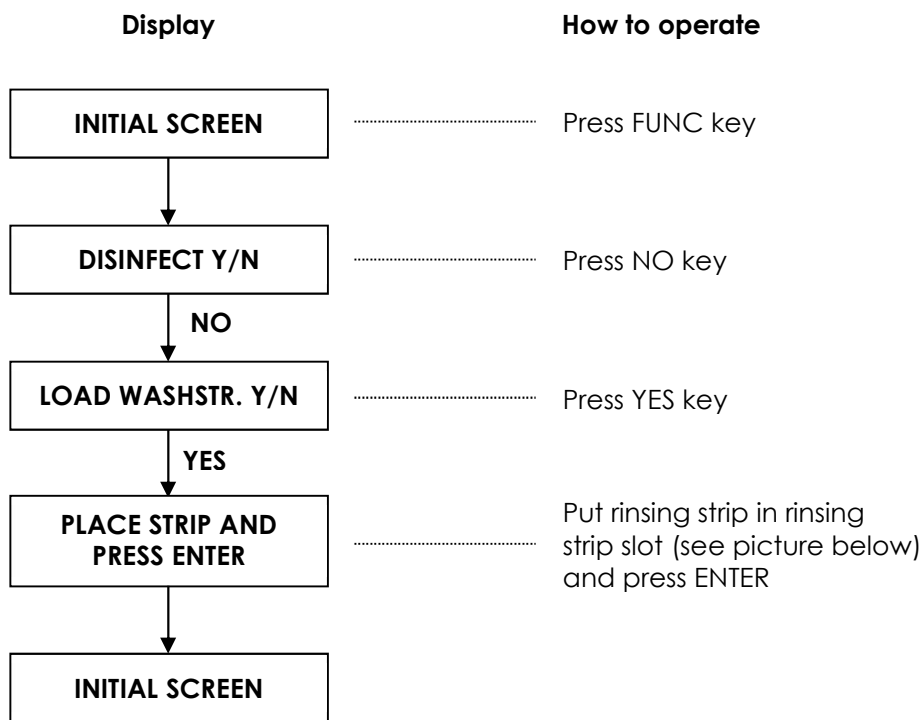 Display How to operate
INITIAL SCREEN Press FUNC key
DISINFECT Y/N Press NO key
NO
LOAD WASHSTR. Y/N Press YES key
YES
PLACE STRIP AND
PRESS ENTER
Put rinsing strip in rinsing
strip slot (see picture below)
and press ENTER
INITIAL SCREEN